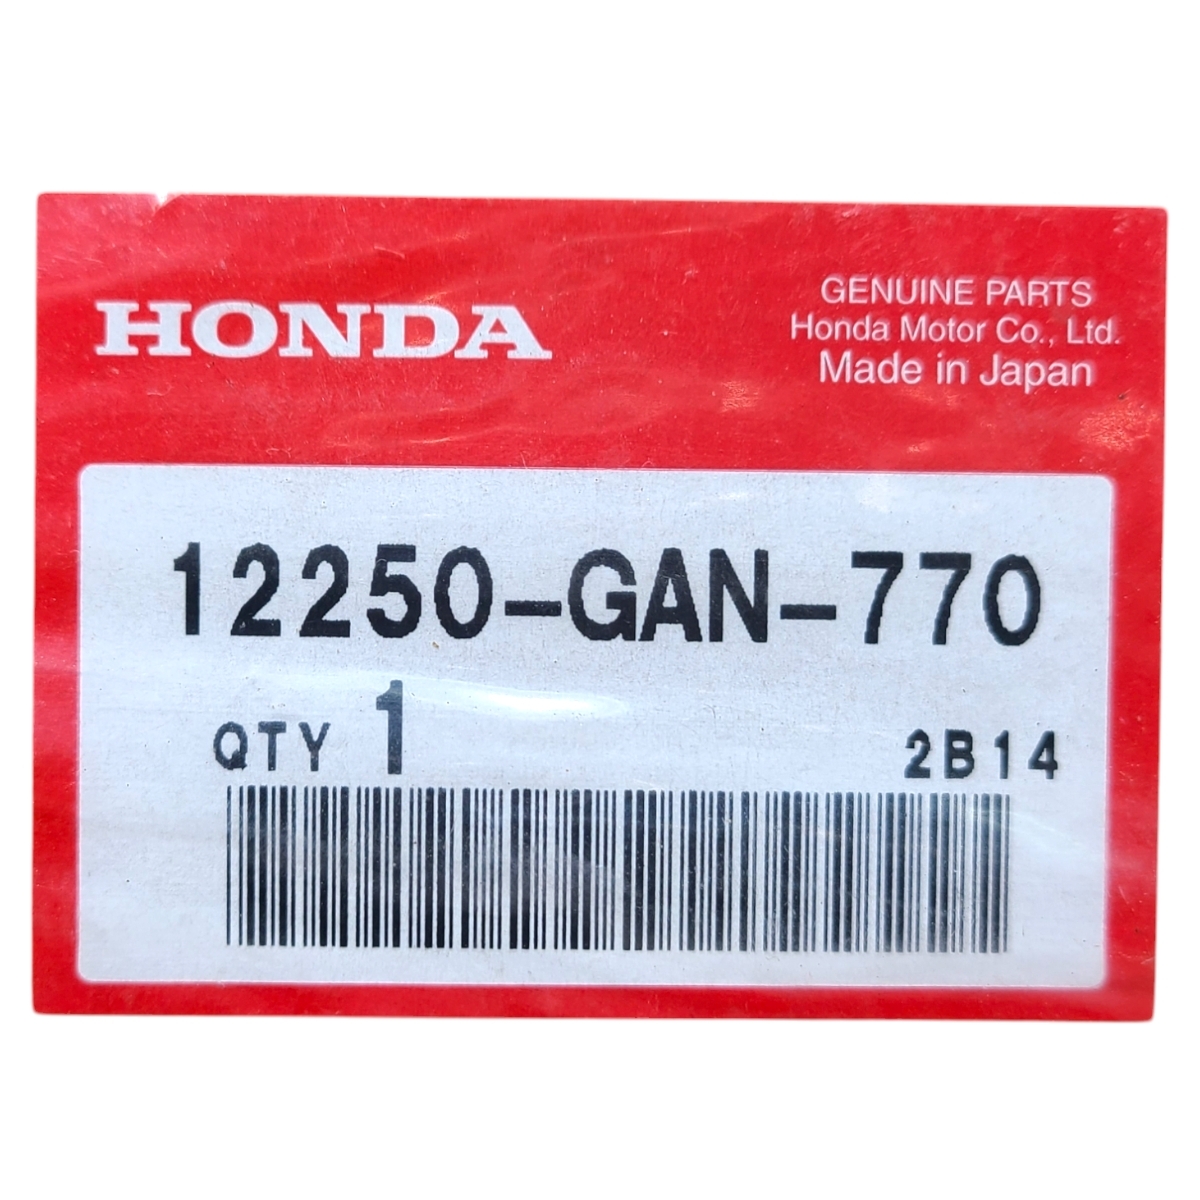 HONDA
GENUINE PARTS
Honda Motor Co., Ltd.
Made in Japan
12250-GAN-770
QTY 1
2B14